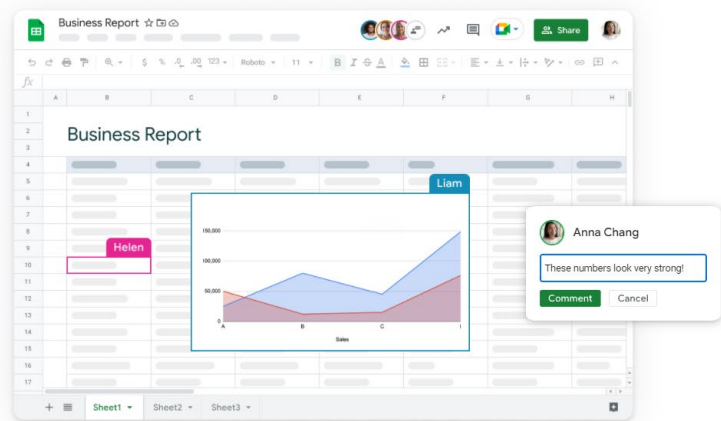 Business Report
Share
$ % .0 .00 123 Roboto 11 B I S A
fx
A B C D E F G H
1
2
Business Report
3
4
5
Liam
6
7
8
150,000
Anna Chang
9
Helen
10
100,000
These numbers look very strong!
11
12
50,000
Comment Cancel
13
14
0
A B C
15
Sales
16
17
Sheet1 Sheet2 Sheet3